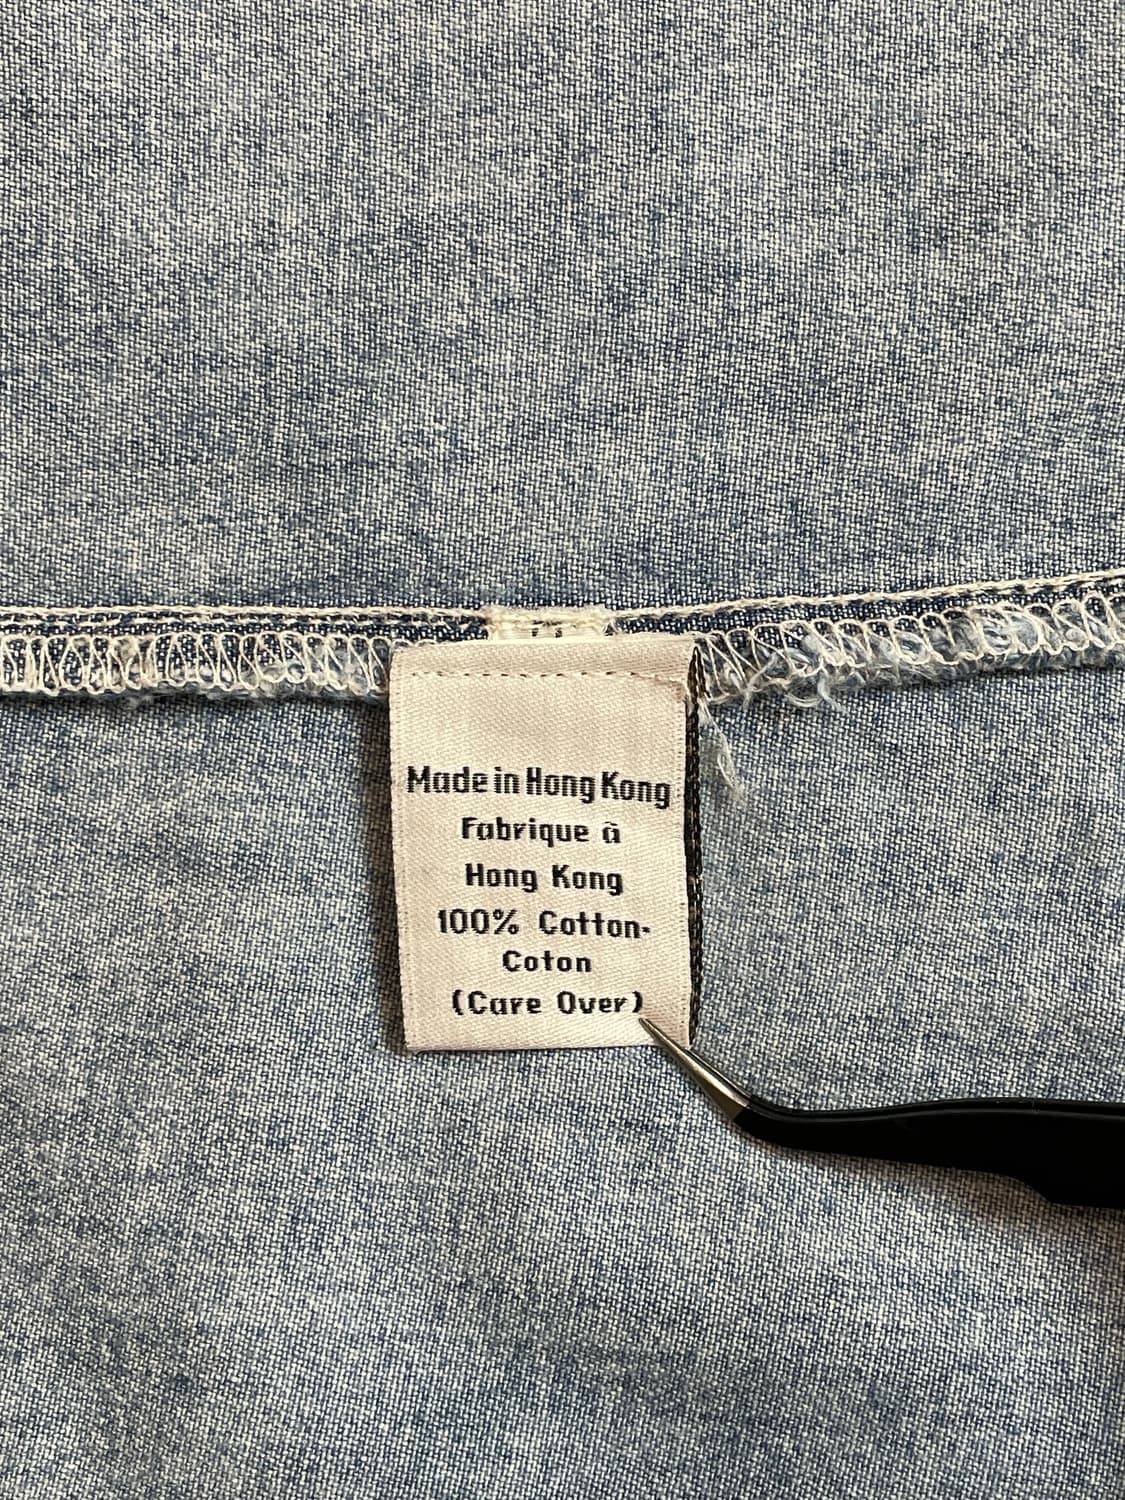 Made in Hong Kong
Fabrique à
Hong Kong
100% Cotton-
Coton
(Care Over)